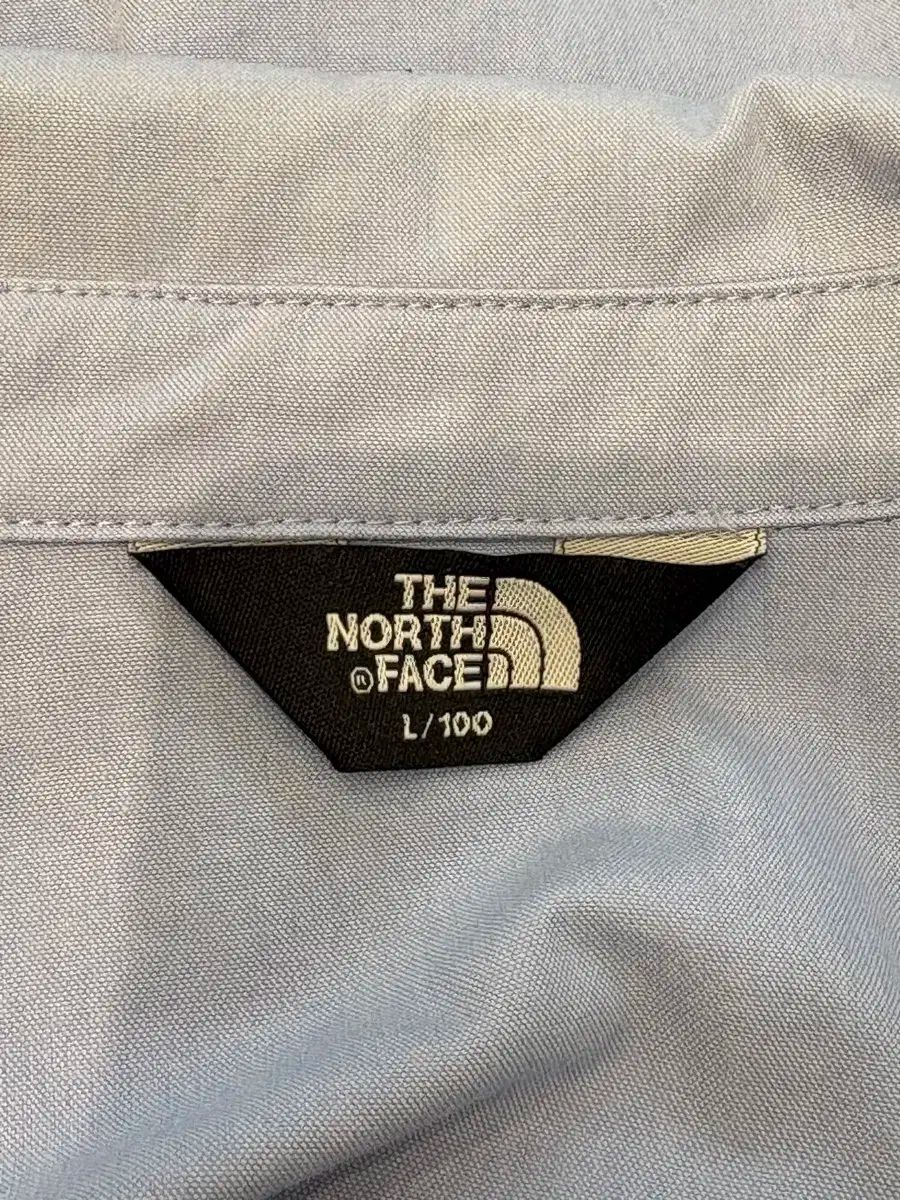 THE
NORTH
® FACE
L/100